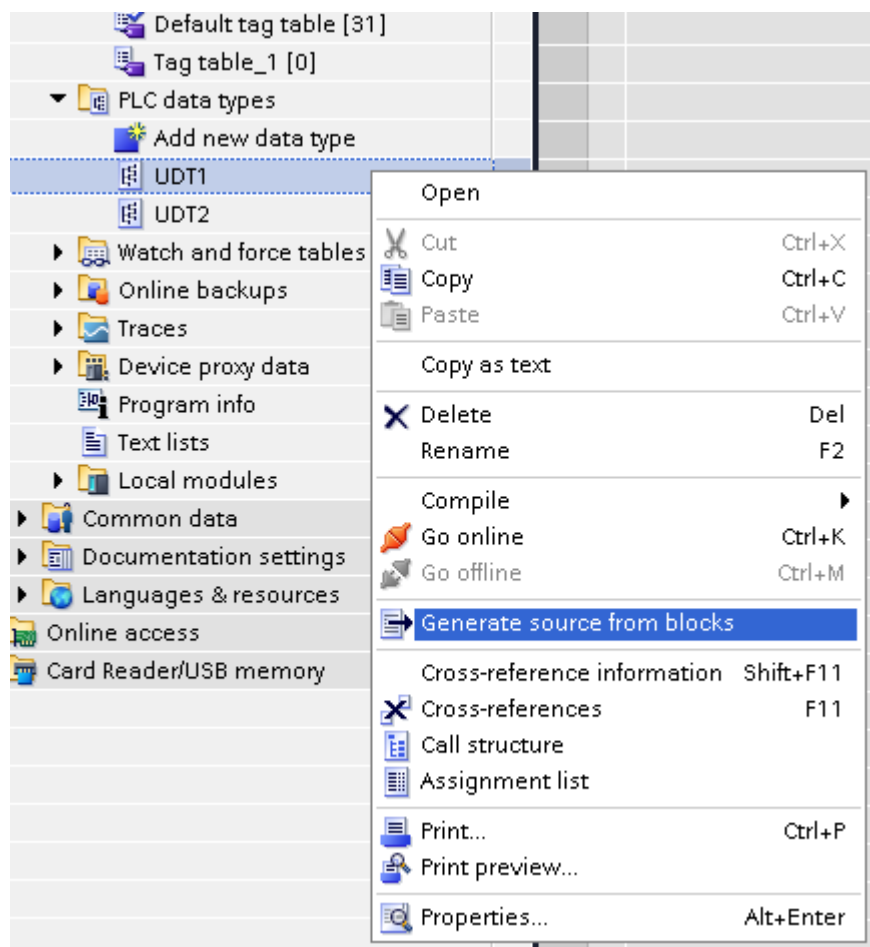 Default tag table [31]
Tag table_1 [0]
PLC data types
Add new data type
UDT1
UDT2
Watch and force tables
Online backups
Traces
Device proxy data
Program info
Text lists
Local modules
Common data
Documentation settings
Languages & resources
Online access
Card Reader/USB memory
Open
Cut Ctrl+X
Copy Ctrl+C
Paste Ctrl+V
Copy as text
Delete Del
Rename F2
Compile
Go online Ctrl+K
Go offline Ctrl+M
Generate source from blocks
Cross-reference information Shift+F11
Cross-references F11
Call structure
Assignment list
Print... Ctrl+P
Print preview...
Properties... Alt+Enter